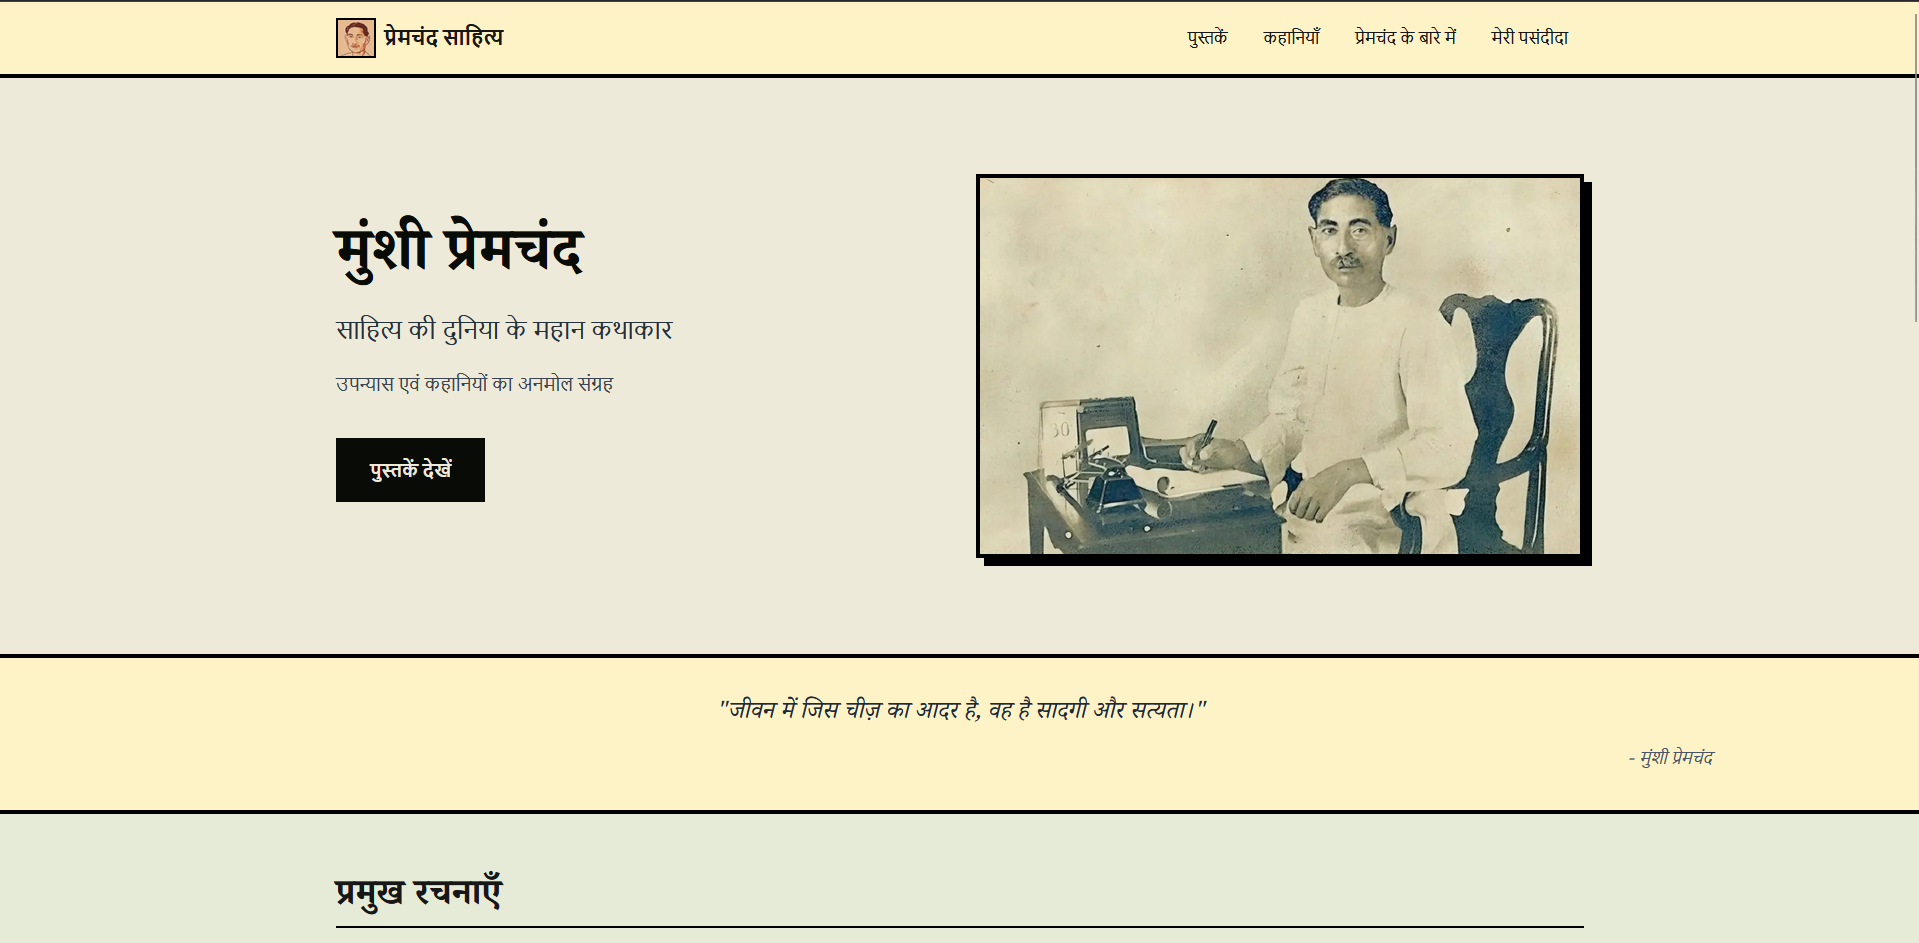 प्रेमचंद साहित्य
पुस्तकें कहानियाँ प्रेमचंद के बारे में मेरी पसंदीदा
मुंशी प्रेमचंद
साहित्य की दुनिया के महान कथाकार
उपन्यास एवं कहानियों का अनमोल संग्रह
पुस्तकें देखें
30
"जीवन में जिस चीज़ का आदर है, वह है सादगी और सत्यता।"
- मुंशी प्रेमचंद
प्रमुख रचनाएँ